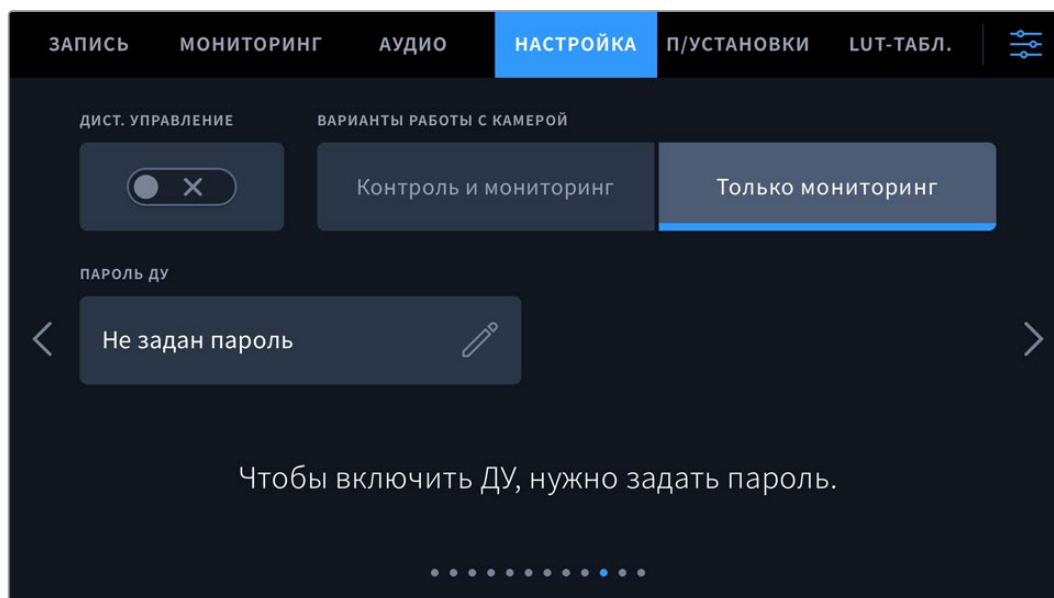 ЗАПИСЬ МОНИТОРИНГ АУДИО НАСТРОЙКА П/УСТАНОВКИ LUT-ТАБЛ.
ДИСТ. УПРАВЛЕНИЕ ВАРИАНТЫ РАБОТЫ С КАМЕРОЙ
Контроль и мониторинг Только мониторинг
ПАРОЛЬ ДУ
Не задан пароль
Чтобы включить ДУ, нужно задать пароль.